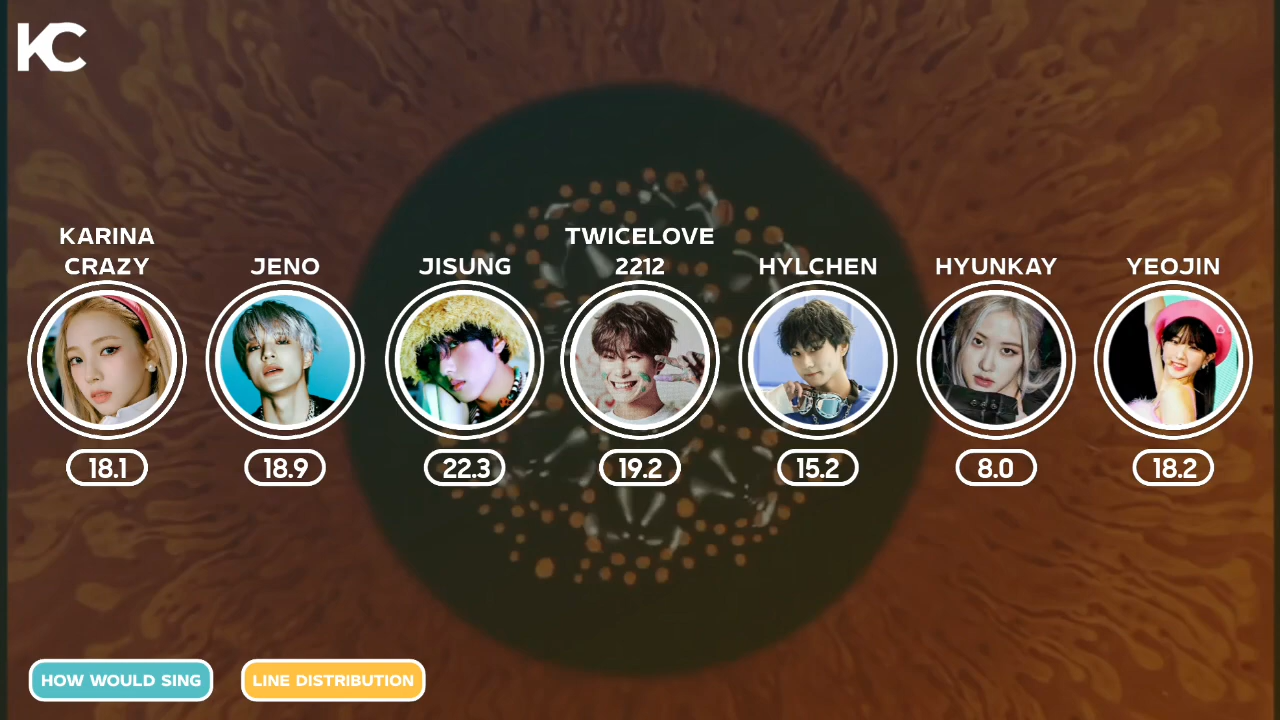 KC
KARINA
CRAZY
JENO
JISUNG
TWICELOVE
2212
HYLCHEN
HYUNKAY
YEOJIN
18.1
18.9
22.3
19.2
15.2
8.0
18.2
HOW WOULD SING
LINE DISTRIBUTION